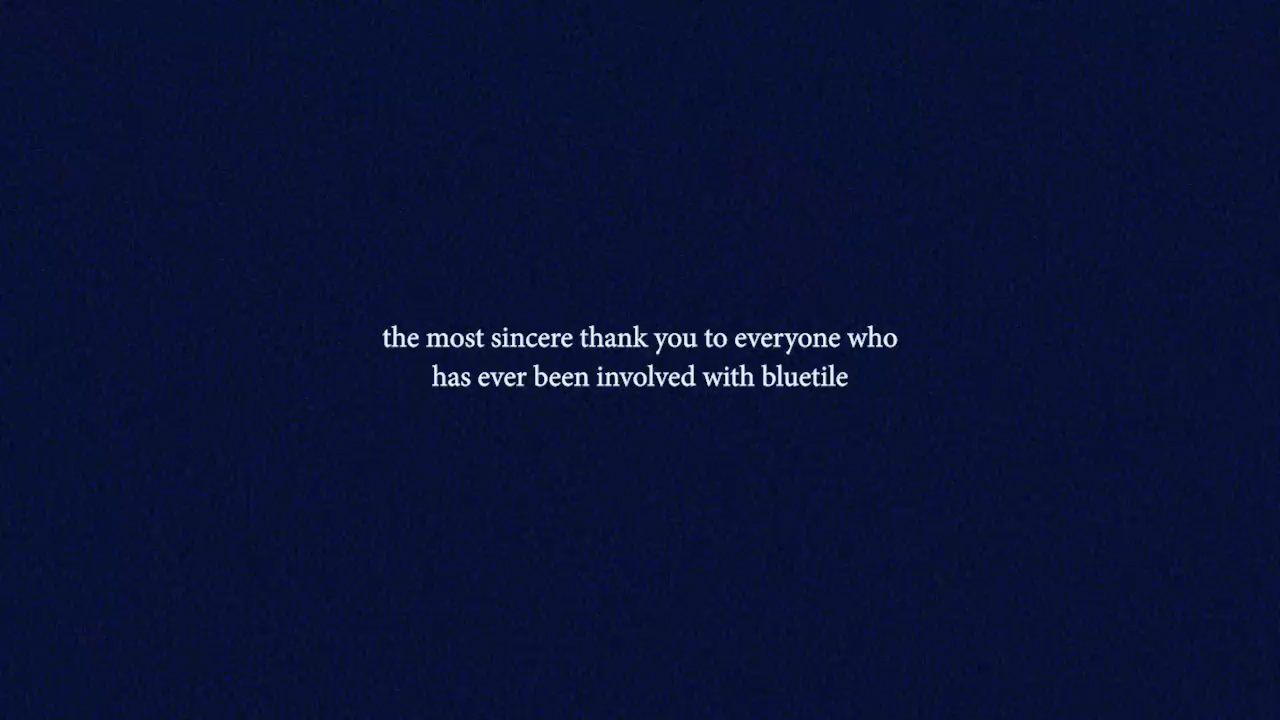 the most sincere thank you to everyone who
has ever been involved with bluetile